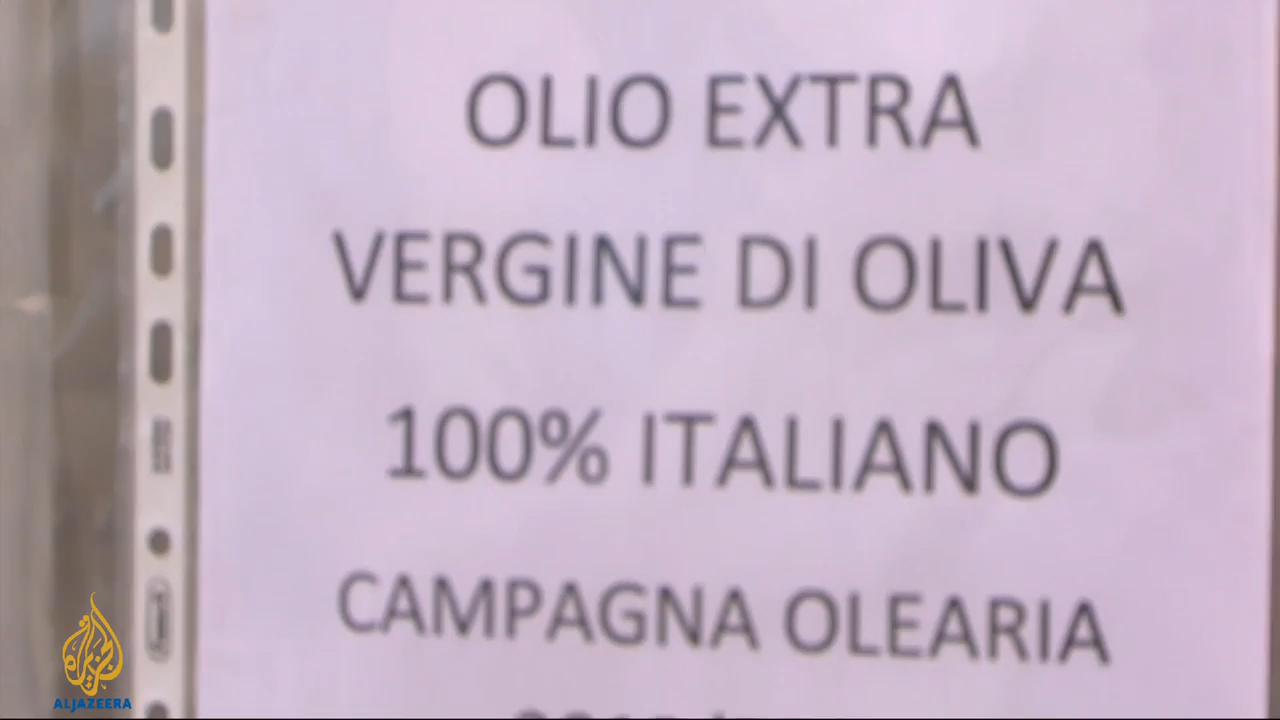 OLIO EXTRA
VERGINE DI OLIVA
100% ITALIANO
CAMPAGNA OLEARIA
ALJAZEERA